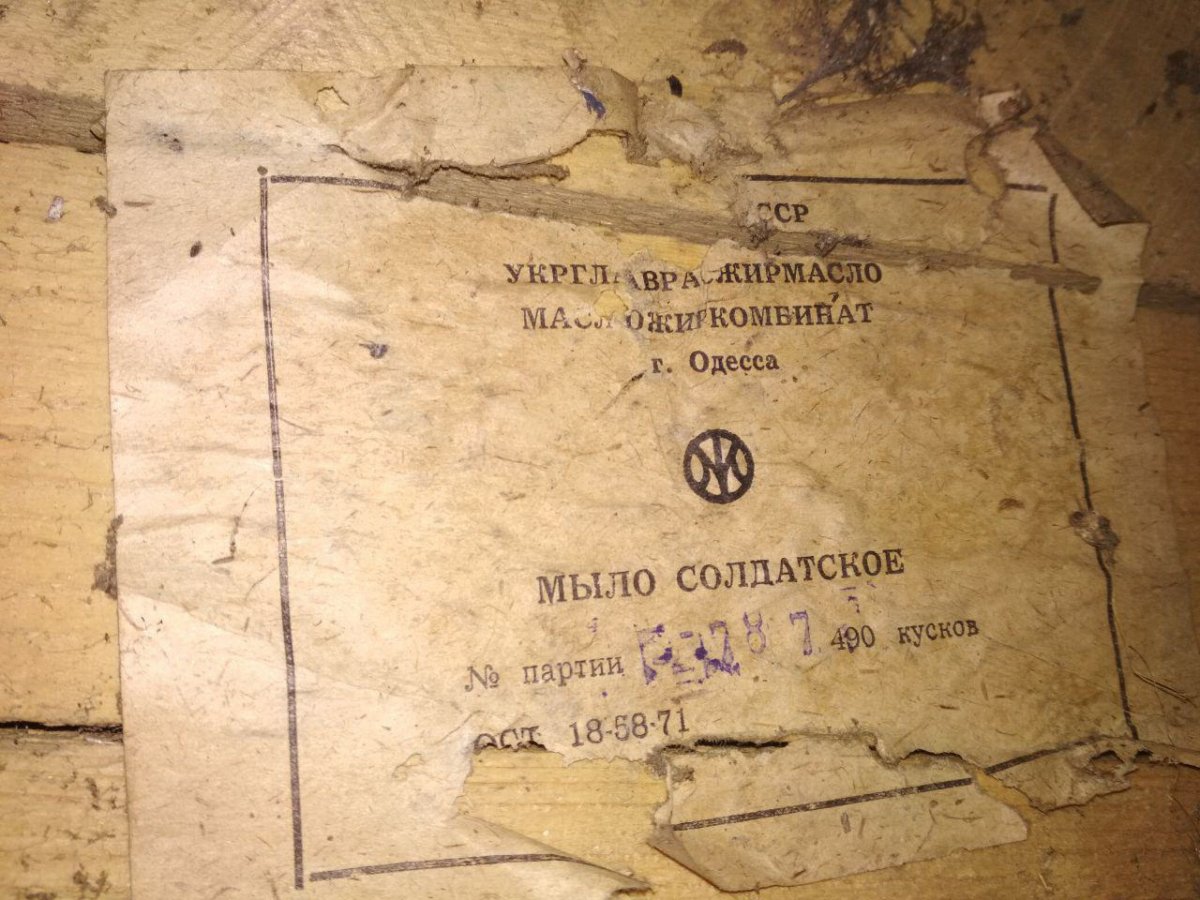 ССР
УКРГЛАВРАСЖИРМАСЛО
МАСЛОЖИРКОМБИНАТ
г. Одесса
МЫЛО СОЛДАТСКОЕ
№ партии 490 кусков
ОСТ 18-58-71